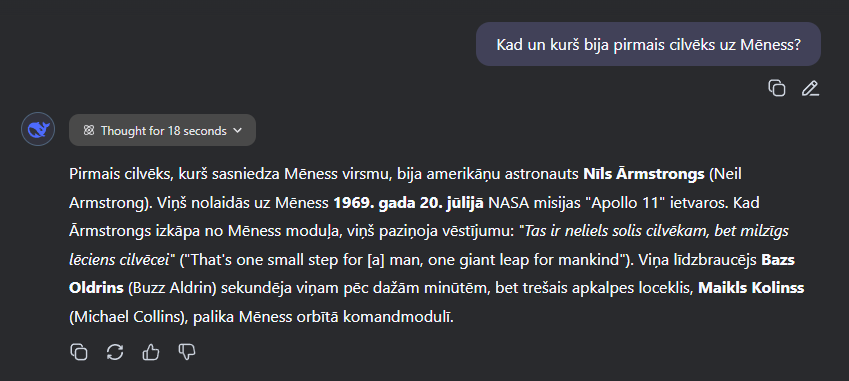 Kad un kurš bija pirmais cilvēks uz Mēness?
Thought for 18 seconds
Pirmais cilvēks, kurš sasniedza Mēness virsmu, bija amerikāņu astronauts Nīls Ārmstrongs (Neil
Armstrong). Viņš nolaidās uz Mēness 1969. gada 20. jūlijā NASA misijas "Apollo 11" ietvaros. Kad
Ārmstrongs izkāpa no Mēness moduļa, viņš paziņoja vēstījumu: "Tas ir neliels solis cilvēkam, bet milzīgs
lēciens cilvēcei" ("That's one small step for [a] man, one giant leap for mankind"). Viņa līdzbraucējs Bazs
Oldrins (Buzz Aldrin) sekundēja viņam pēc dažām minūtēm, bet trešais apkalpes loceklis, Maikls Kolinss
(Michael Collins), palika Mēness orbītā komandmodulī.